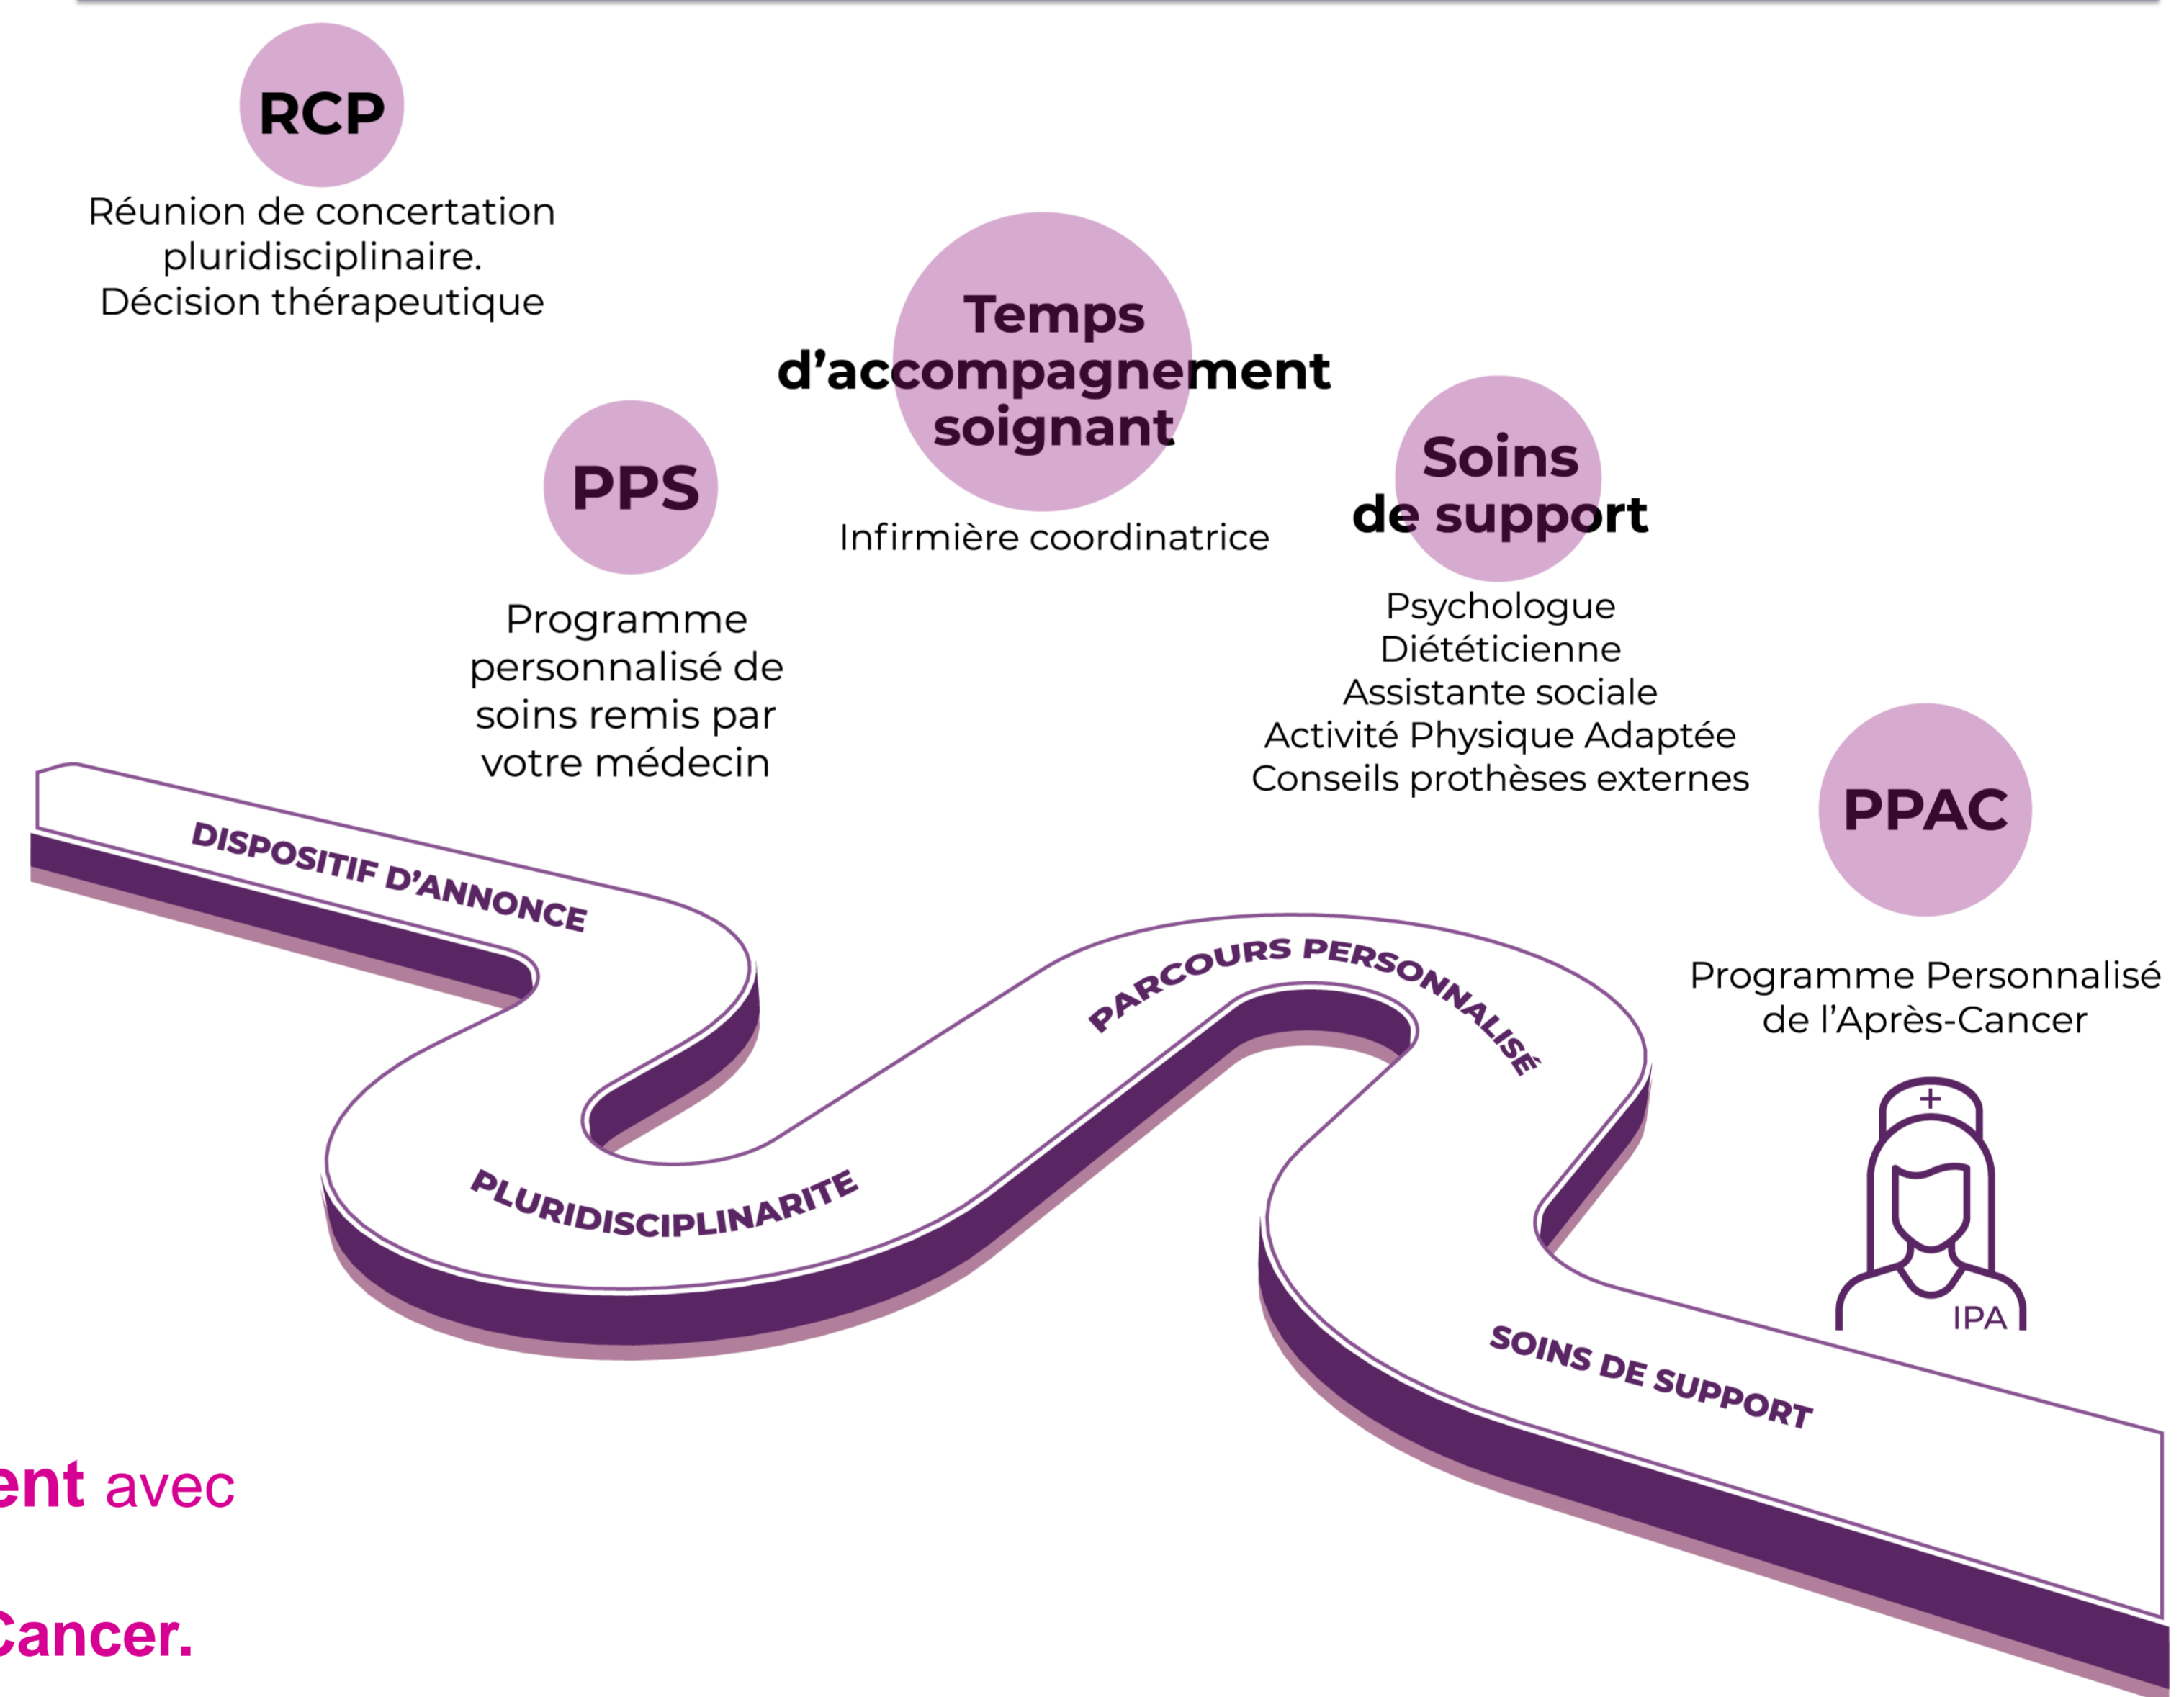 RCP
Réunion de concertation
pluridisciplinaire.
Décision thérapeutique
PPS
Programme
personnalisé de
soins remis par
votre médecin
Temps
d'accompagnement
soignant
Infirmière coordinatrice
Soins
de support
Psychologue
Diététicienne
Assistante sociale
Activité Physique Adaptée
Conseils prothèses externes
PPAC
Programme Personnalisé
de l'Après-Cancer
IPA
DISPOSITIF D'ANNONCE
PLURIDISCIPLINARITE
PARCOURS PERSONNALISÉ
SOINS DE SUPPORT
ent avec
Cancer.